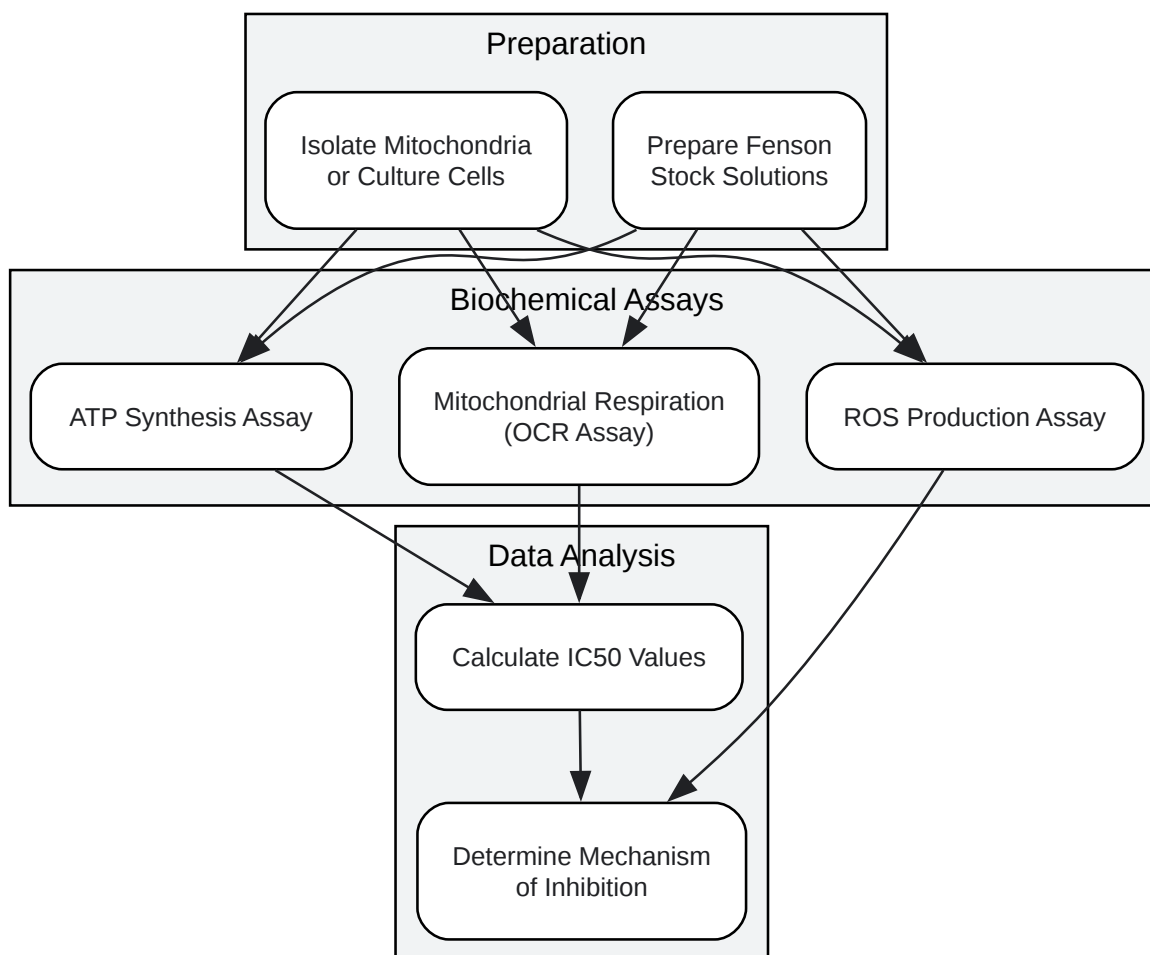 Preparation
Isolate Mitochondria
or Culture Cells
Prepare Fenson
Stock Solutions
Biochemical Assays
ATP Synthesis Assay
Mitochondrial Respiration
(OCR Assay)
ROS Production Assay
Data Analysis
Calculate IC50 Values
Determine Mechanism
of Inhibition